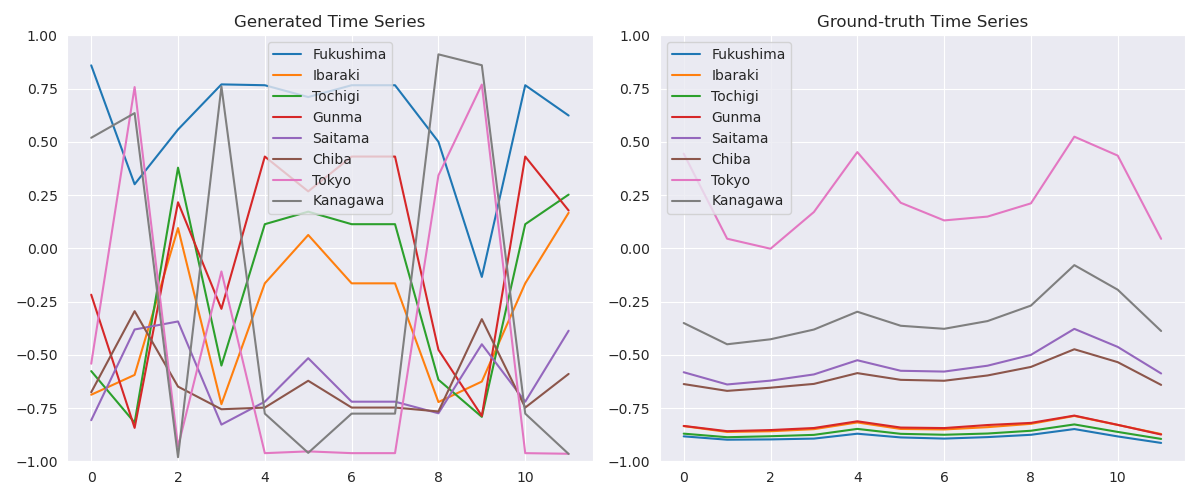 Generated Time Series
1.00
0.75
0.50
0.25
0.00
−0.25
−0.50
−0.75
−1.00
0 2 4 6 8 10
Fukushima
Ibaraki
Tochigi
Gunma
Saitama
Chiba
Tokyo
Kanagawa
Ground-truth Time Series
1.00
0.75
0.50
0.25
0.00
−0.25
−0.50
−0.75
−1.00
0 2 4 6 8 10
Fukushima
Ibaraki
Tochigi
Gunma
Saitama
Chiba
Tokyo
Kanagawa